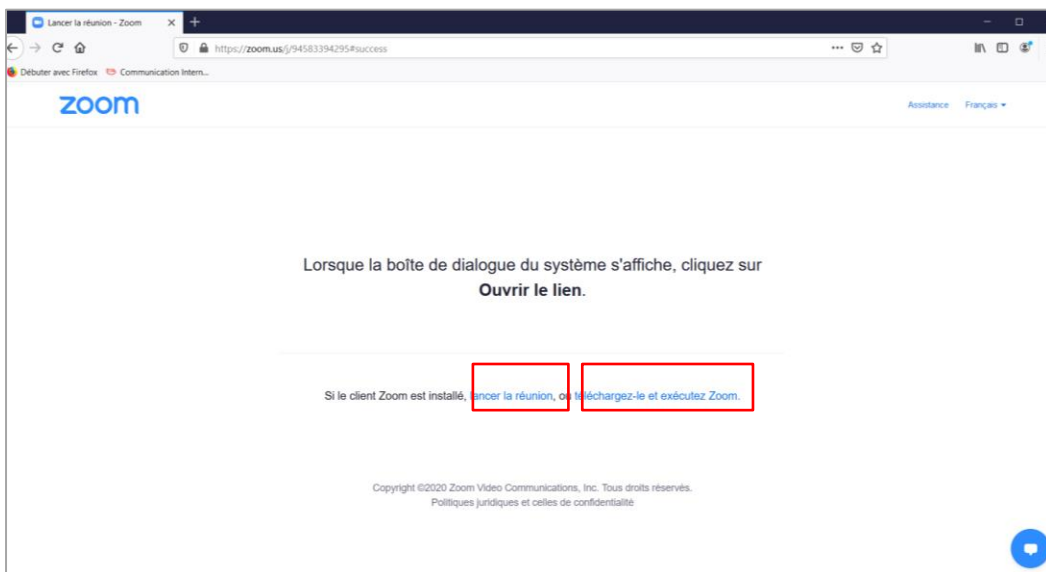 Lancer la réunion - Zoom
https://zoom.us/j/94583394295#success
Débuter avec Firefox Communication Intern...
zoom
Assistance Français
Lorsque la boîte de dialogue du système s'affiche, cliquez sur
Ouvrir le lien.
Si le client Zoom est installé, lancer la réunion, ou téléchargez-le et exécutez Zoom.
Copyright ©2020 Zoom Video Communications, Inc. Tous droits réservés.
Politiques juridiques et celles de confidentialité